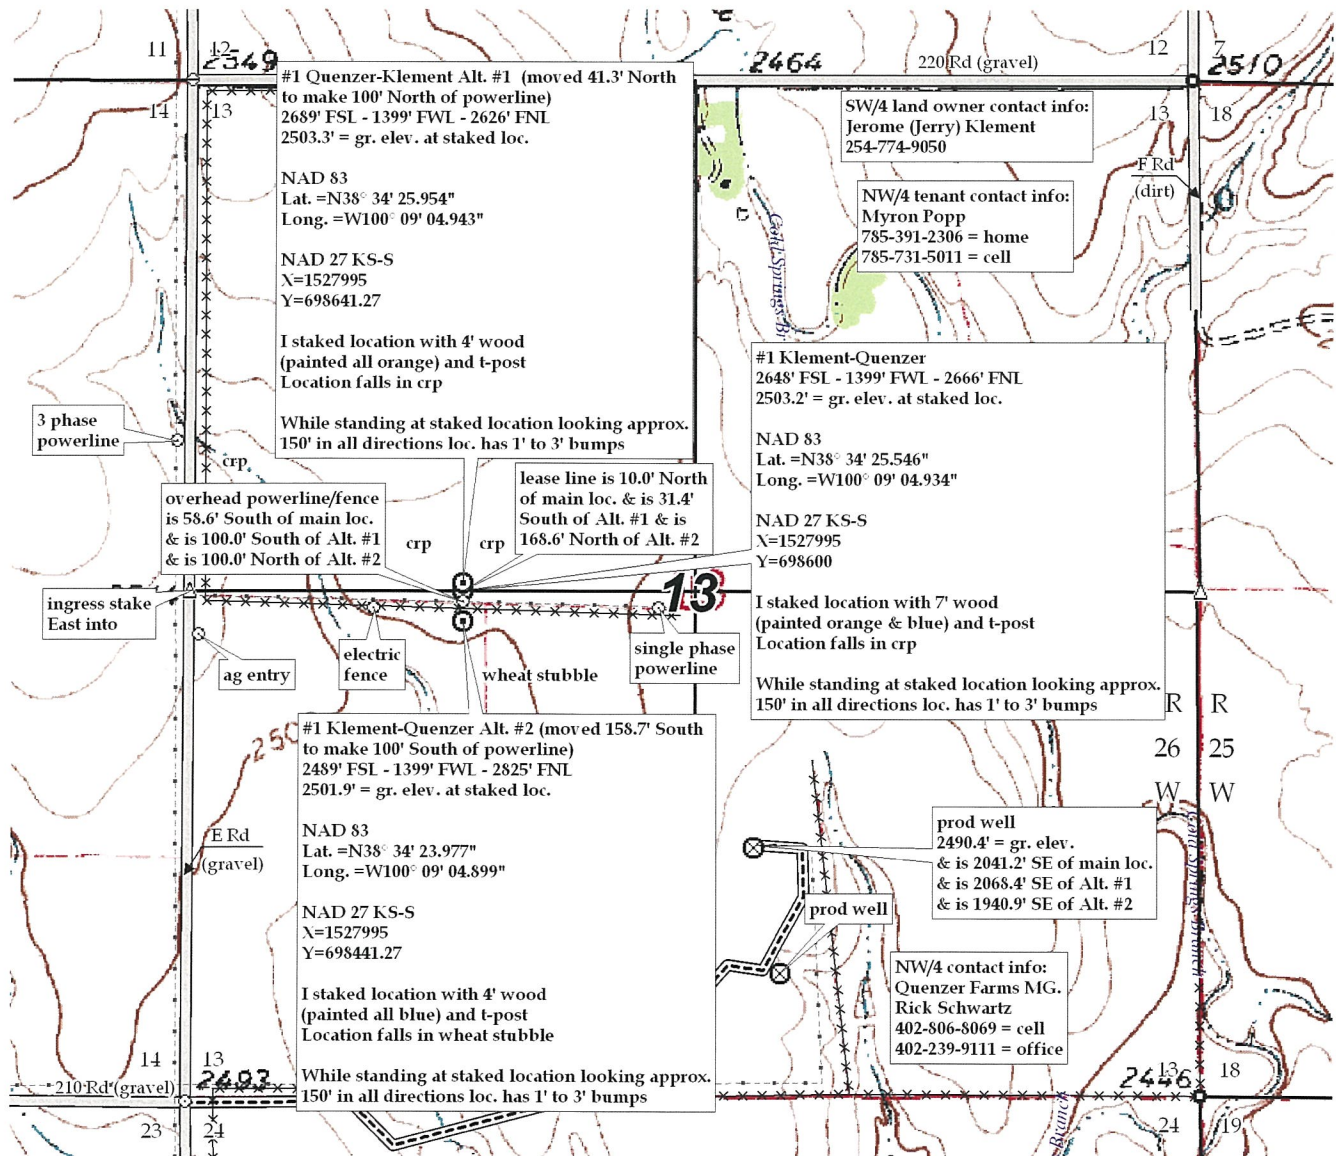 11
12
2549
2464
220 Rd (gravel)
12
7
2510
14
13
13
18
#1 Quenzer-Klement Alt. #1 (moved 41.3' North
to make 100' North of powerline)
2689' FSL - 1399' FWL - 2626' FNL
2503.3' = gr. elev. at staked loc.
NAD 83
Lat. =N38° 34' 25.954"
Long. =W100° 09' 04.943"
NAD 27 KS-S
X=1527995
Y=698641.27
I staked location with 4' wood
(painted all orange) and t-post
Location falls in crp
While standing at staked location looking approx.
150' in all directions loc. has 1' to 3' bumps
SW/4 land owner contact info:
Jerome (Jerry) Klement
254-774-9050
F Rd
(dirt)
NW/4 tenant contact info:
Myron Popp
785-391-2306 = home
785-731-5011 = cell
#1 Klement-Quenzer
2648' FSL - 1399' FWL - 2666' FNL
2503.2' = gr. elev. at staked loc.
NAD 83
Lat. =N38° 34' 25.546"
Long. =W100° 09' 04.934"
NAD 27 KS-S
X=1527995
Y=698600
I staked location with 7' wood
(painted orange & blue) and t-post
Location falls in crp
While standing at staked location looking approx.
150' in all directions loc. has 1' to 3' bumps
3 phase
powerline
crp
overhead powerline/fence
is 58.6' South of main loc.
& is 100.0' South of Alt. #1
& is 100.0' North of Alt. #2
crp
crp
lease line is 10.0' North
of main loc. & is 31.4'
South of Alt. #1 & is
168.6' North of Alt. #2
13
ingress stake
East into
ag entry
electric
fence
wheat stubble
single phase
powerline
R
R
26
25
W
W
250
#1 Klement-Quenzer Alt. #2 (moved 158.7' South
to make 100' South of powerline)
2489' FSL - 1399' FWL - 2825' FNL
2501.9' = gr. elev. at staked loc.
NAD 83
Lat. =N38° 34' 23.977"
Long. =W100° 09' 04.899"
NAD 27 KS-S
X=1527995
Y=698441.27
I staked location with 4' wood
(painted all blue) and t-post
Location falls in wheat stubble
While standing at staked location looking approx.
150' in all directions loc. has 1' to 3' bumps
E Rd
(gravel)
prod well
2490.4' = gr. elev.
& is 2041.2' SE of main loc.
& is 2068.4' SE of Alt. #1
& is 1940.9' SE of Alt. #2
prod well
NW/4 contact info:
Quenzer Farms MG.
Rick Schwartz
402-806-8069 = cell
402-239-9111 = office
14
13
210 Rd (gravel)
2493
23
24
2446
13
18
24
19
Branch